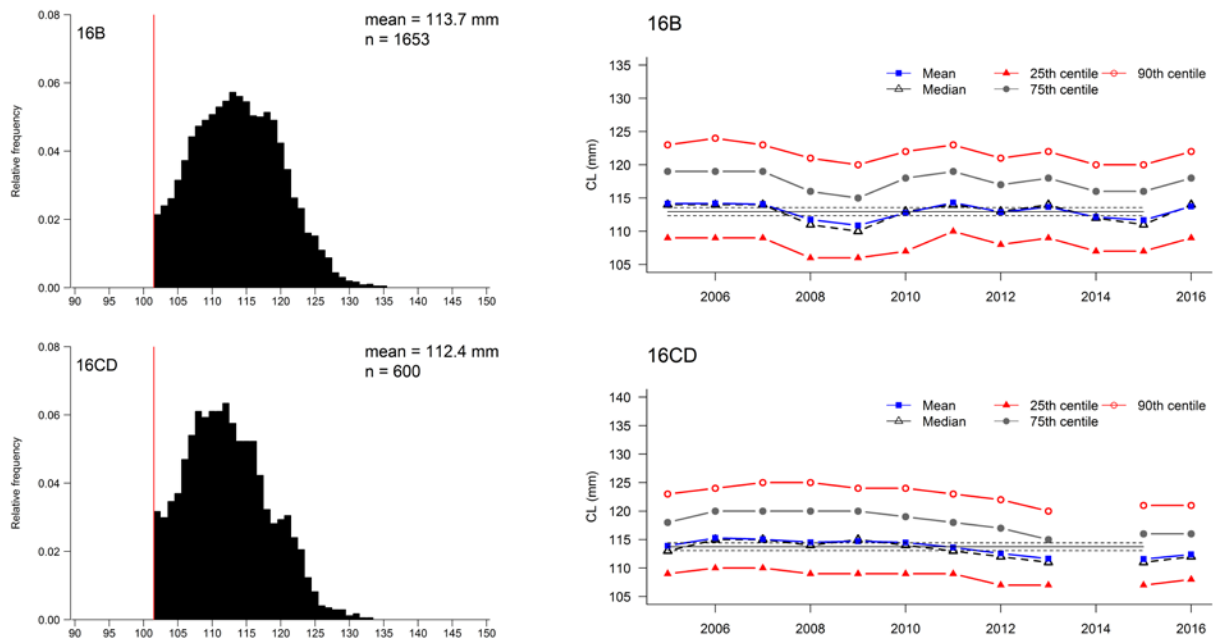 16B
mean = 113.7 mm
n = 1653
Relative frequency
0.08
0.06
0.04
0.02
0.00
90 95 100 105 110 115 120 125 130 135 140 145 150
16B
Mean 25th centile 90th centile
Median 75th centile
CL (mm)
135
130
125
120
115
110
105
2006 2008 2010 2012 2014 2016
16CD
mean = 112.4 mm
n = 600
Relative frequency
0.08
0.06
0.04
0.02
0.00
90 95 100 105 110 115 120 125 130 135 140 145 150
16CD
Mean 25th centile 90th centile
Median 75th centile
CL (mm)
140
135
130
125
120
115
110
105
2006 2008 2010 2012 2014 2016